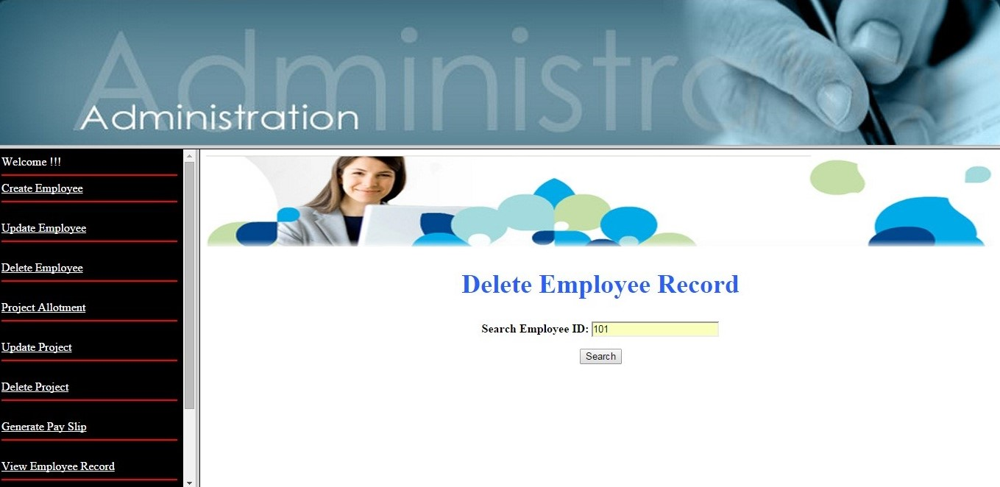 Administration
Administr
Welcome !!!
Create Employee
Update Employee
Delete Employee
Project Allotment
Update Project
Delete Project
Generate Pay Slip
View Employee Record
Delete Employee Record
Search Employee ID: 101
Search